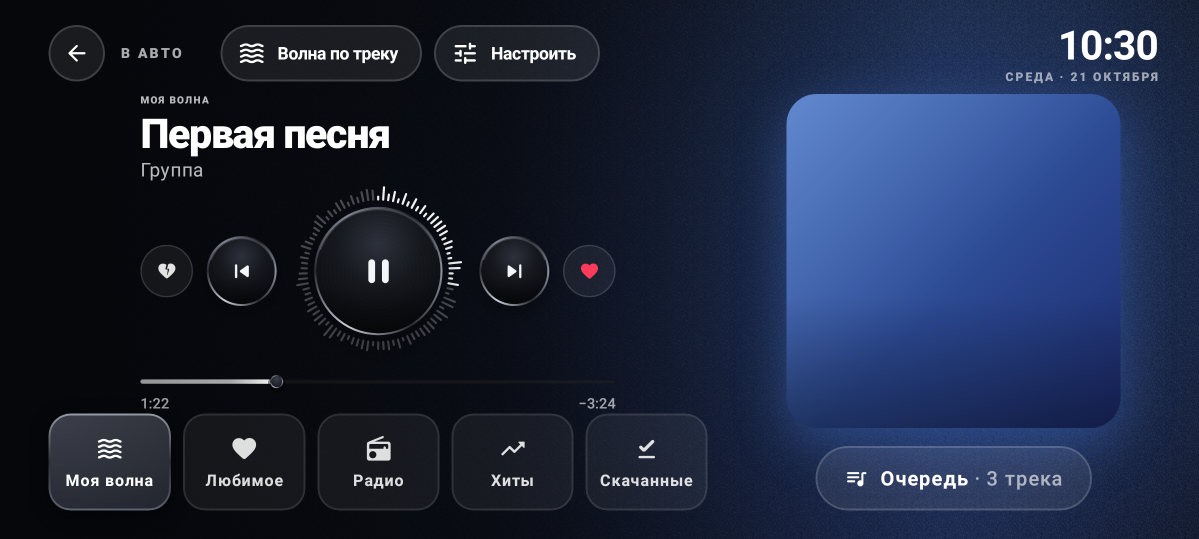 В АВТО
Волна по треку
Настроить
10:30
СРЕДА · 21 ОКТЯБРЯ
МОЯ ВОЛНА
Первая песня
Группа
1:22
−3:24
Моя волна
Любимое
Радио
Хиты
Скачанные
Очередь · 3 трека